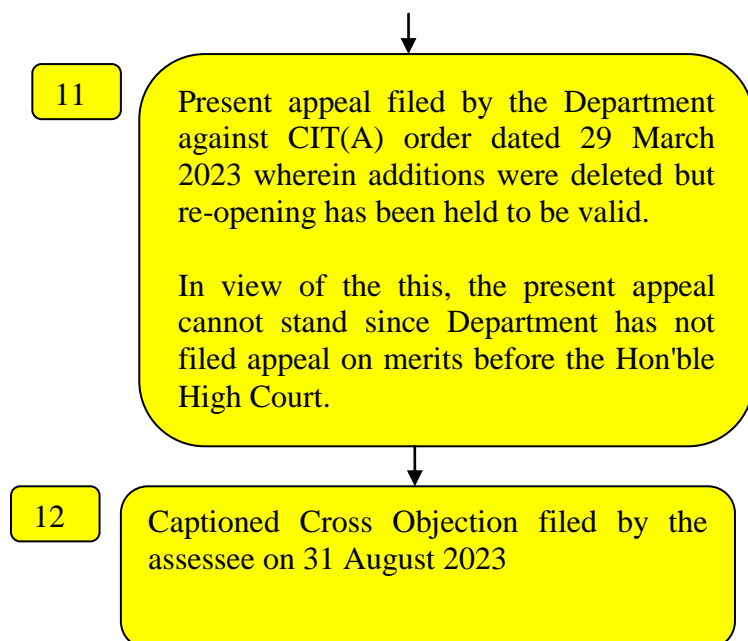 11
Present appeal filed by the Department
against CIT(A) order dated 29 March
2023 wherein additions were deleted but
re-opening has been held to be valid.
In view of the this, the present appeal
cannot stand since Department has not
filed appeal on merits before the Hon'ble
High Court.
12
Captioned Cross Objection filed by the
assessee on 31 August 2023